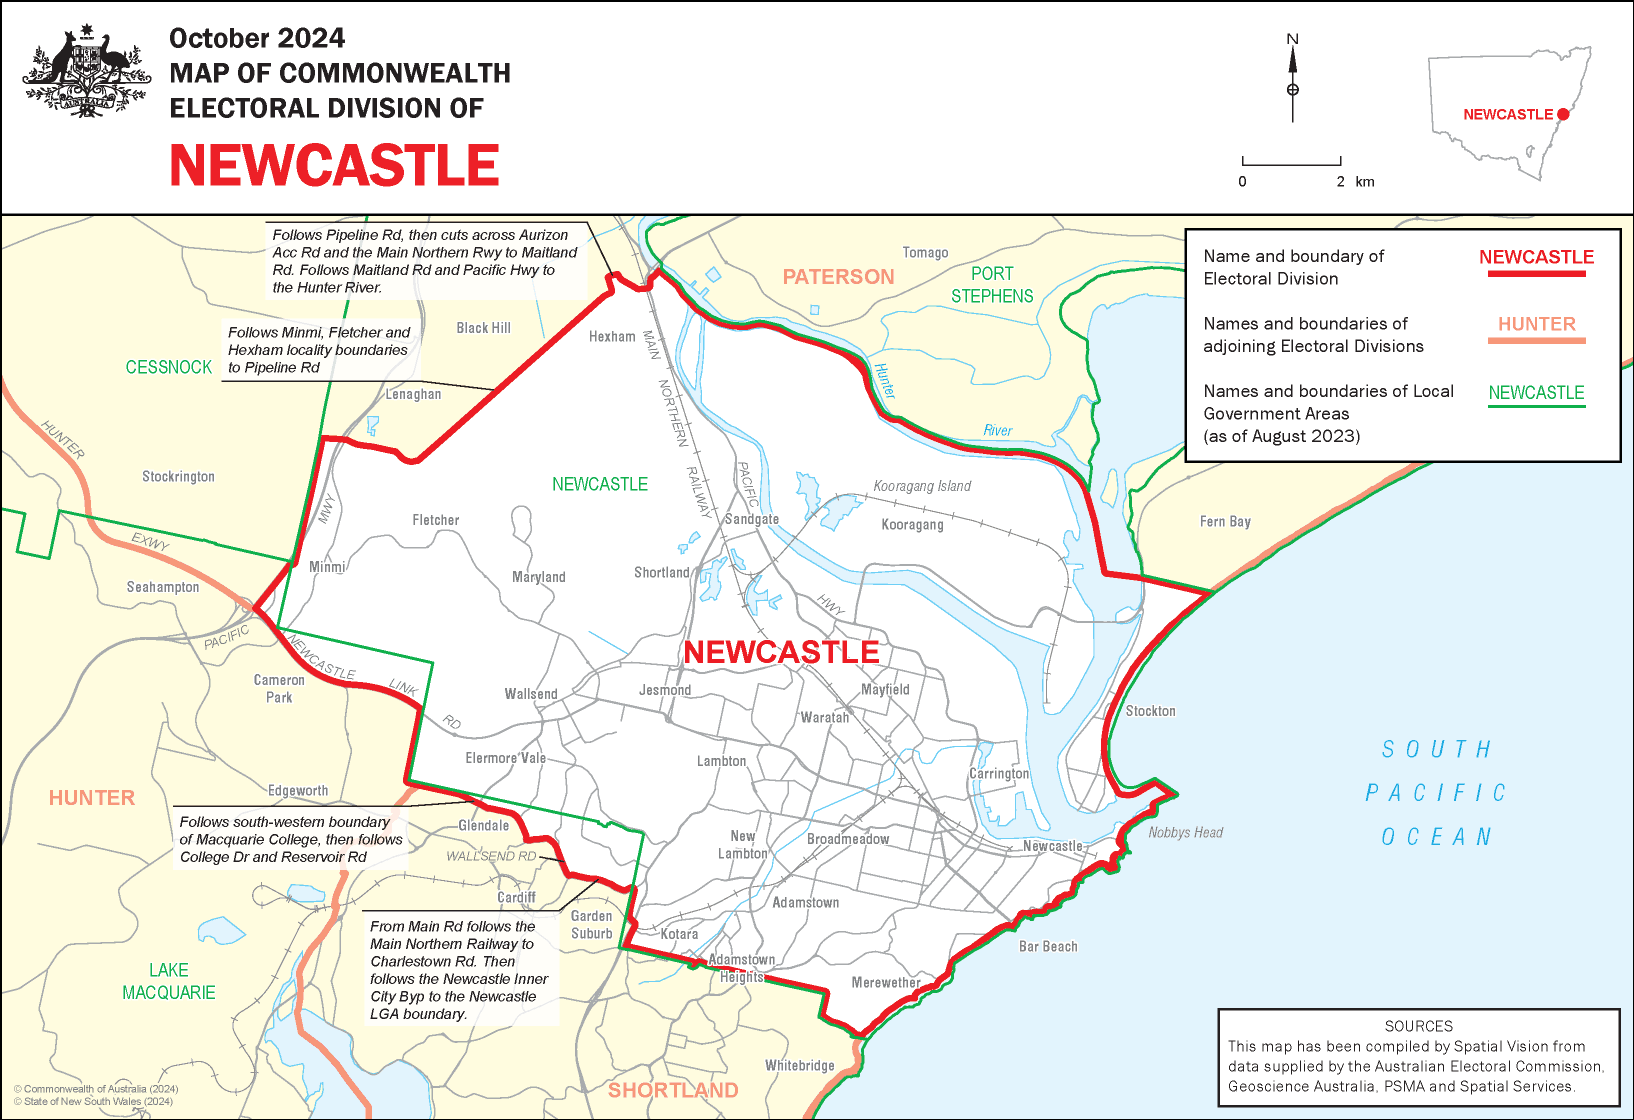 October 2024
MAP OF COMMONWEALTH
ELECTORAL DIVISION OF
NEWCASTLE
AUSTRALIA
N
0 2 km
NEWCASTLE
Name and boundary of
Electoral Division
NEWCASTLE
Names and boundaries of
adjoining Electoral Divisions
HUNTER
Names and boundaries of Local
Government Areas
(as of August 2023)
NEWCASTLE
Follows Pipeline Rd, then cuts across Aurizon
Acc Rd and the Main Northern Rwy to Maitland
Rd. Follows Maitland Rd and Pacific Hwy to
the Hunter River.
Follows Minmi, Fletcher and
Hexham locality boundaries
to Pipeline Rd
Tomago
PATERSON
PORT
STEPHENS
Black Hill
Hexham
MAIN
NORTHERN
RAILWAY
CESSNOCK
Lenaghan
Hunter
River
HUNTER
EXWY
Stockrington
NEWCASTLE
PACIFIC
HWY
Kooragang Island
Kooragang
Sandgate
Fern Bay
MWY
Fletcher
Minmi
Maryland
Shortland
Seahampton
PACIFIC
NEWCASTLE
LINK
RD
NEWCASTLE
Cameron
Park
Wallsend
Jesmond
Mayfield
Waratah
Stockton
Elermore Vale
Lambton
Carrington
SOUTH
PACIFIC
OCEAN
HUNTER
Edgeworth
Follows south-western boundary
of Macquarie College, then follows
College Dr and Reservoir Rd
Glendale
WALLSEND RD
New
Lambton
Broadmeadow
Newcastle
Nobbys Head
Cardiff
Garden
Suburb
Adamstown
Kotara
Bar Beach
From Main Rd follows the
Main Northern Railway to
Charlestown Rd. Then
follows the Newcastle Inner
City Byp to the Newcastle
LGA boundary.
Adamstown
Heights
Merewether
LAKE
MACQUARIE
Whitebridge
SHORTLAND
SOURCES
This map has been compiled by Spatial Vision from
data supplied by the Australian Electoral Commission,
Geoscience Australia, PSMA and Spatial Services.
© Commonwealth of Australia (2024)
© State of New South Wales (2024)